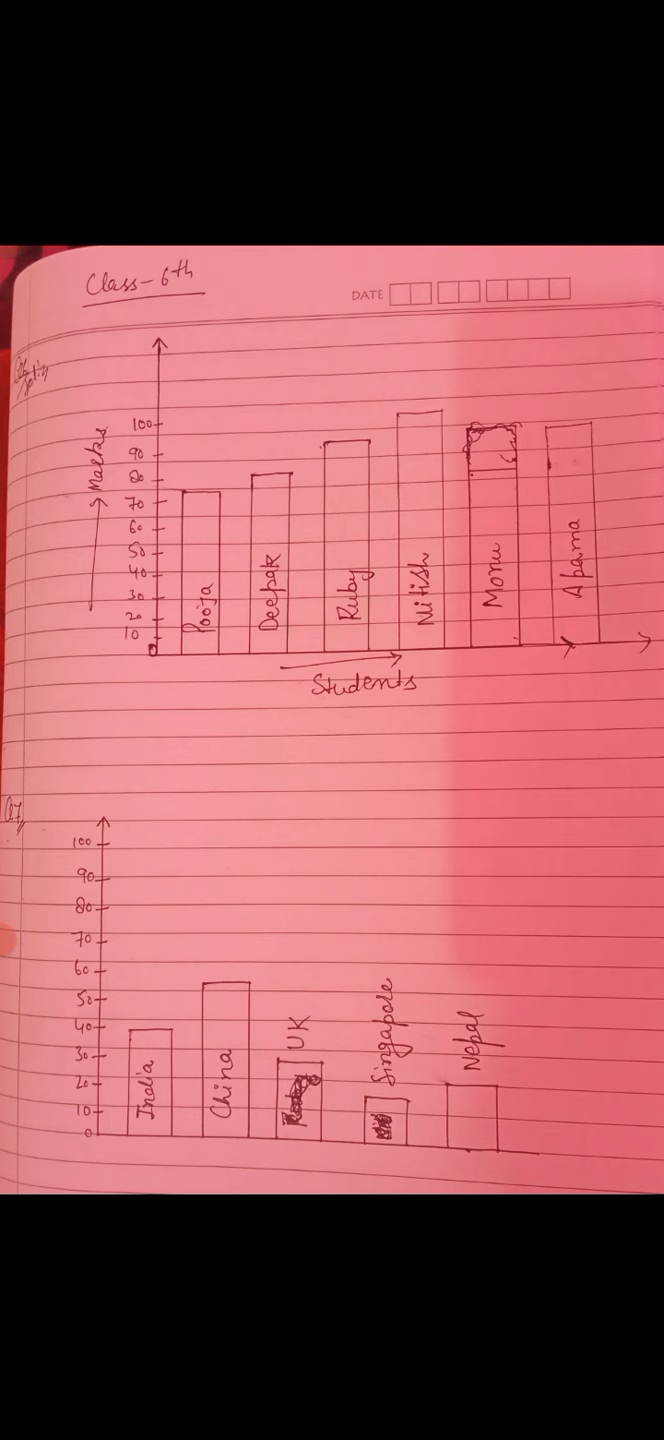 Class - 6th
DATE
Marks
100
90
80
70
60
50
40
30
20
10
0
Pooja
Deepak
Ruby
Nitish
Monu
Aparna
Students
Q7
100
90
80
70
60
50
40
30
20
10
0
India
China
UK
Singapore
Nepal